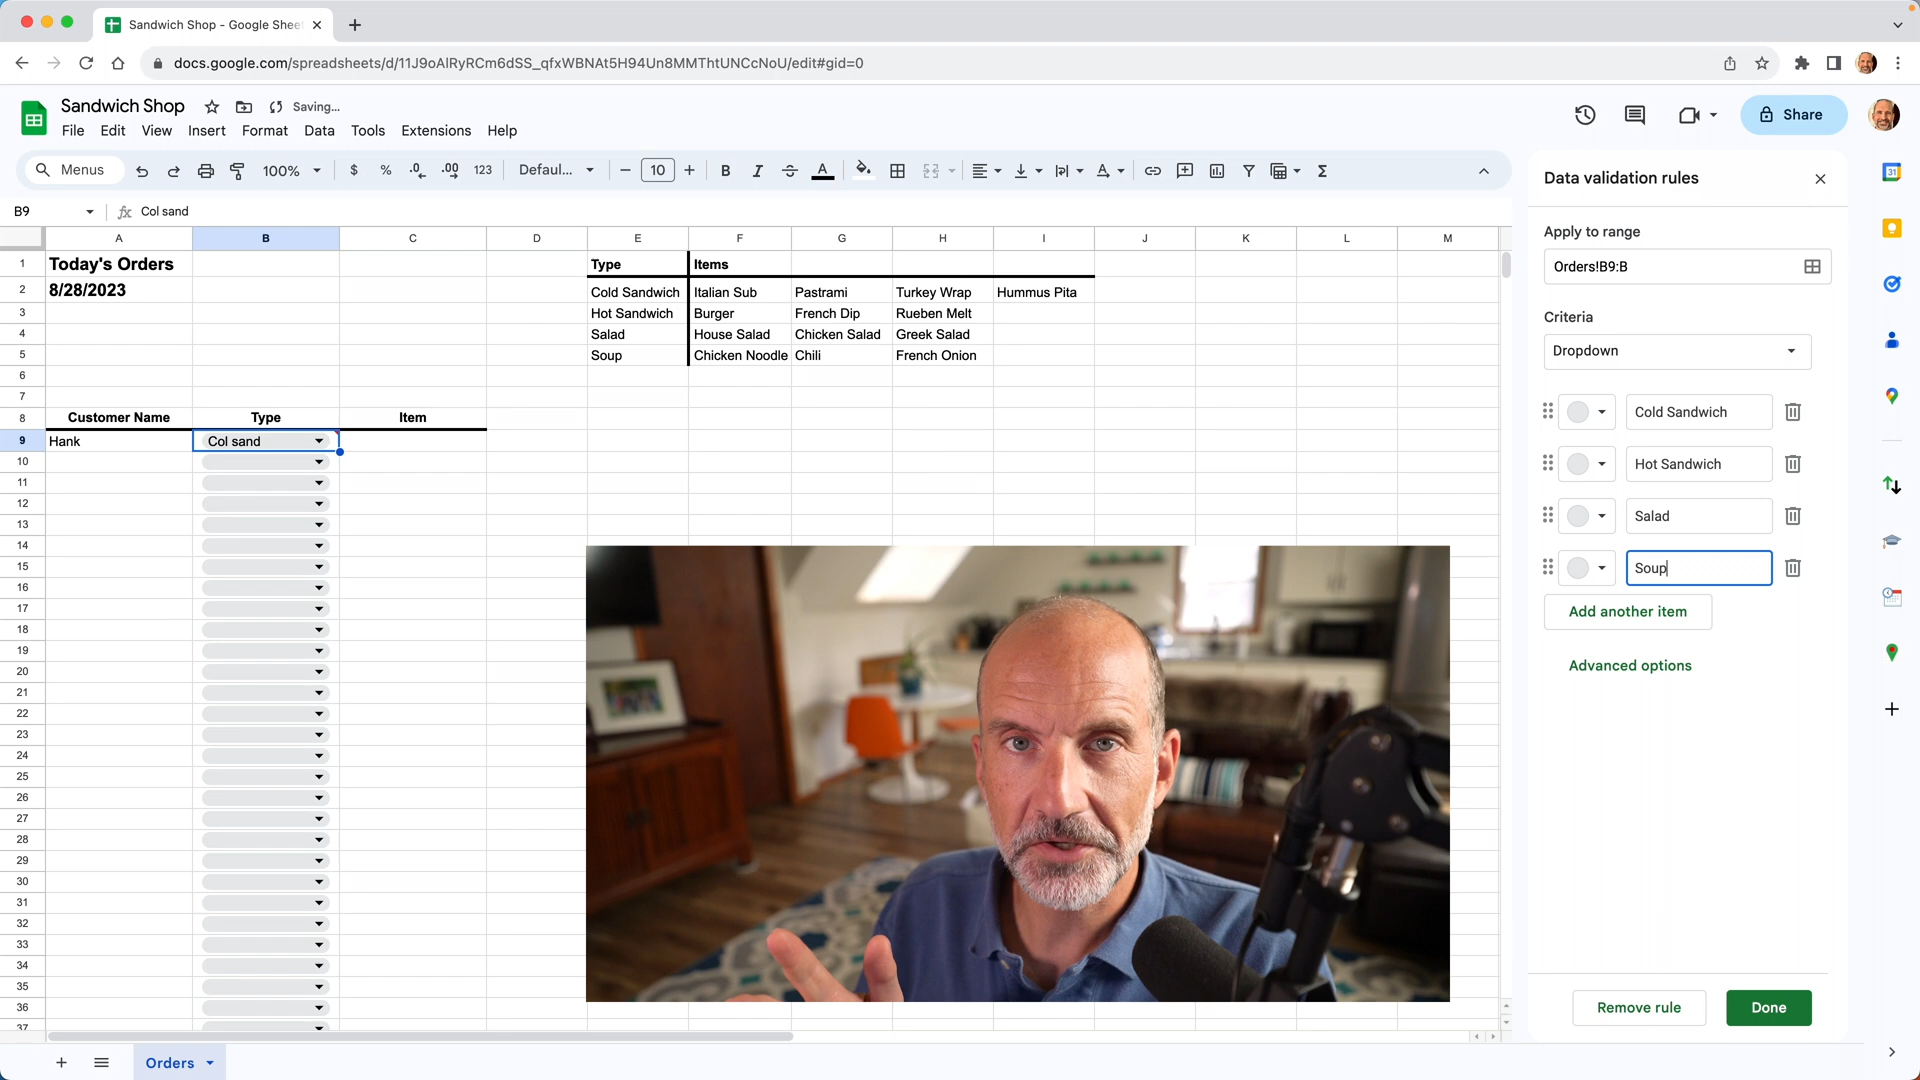 Sandwich Shop - Google Shee
docs.google.com/spreadsheets/d/11J9oAlRyRCm6dSS_qfxWBNAt5H94Un8MMThtUNCcNoU/edit#gid=0
Sandwich Shop Saving...
File Edit View Insert Format Data Tools Extensions Help
Share
Menus 100% $ % .0 .00 123 Defaul... 10 B I A Σ
B9 fx Col sand
A B C D E F G H I J K L M
1 Today's Orders Type Items
2 8/28/2023 Cold Sandwich Italian Sub Pastrami Turkey Wrap Hummus Pita
3 Hot Sandwich Burger French Dip Rueben Melt
4 Salad House Salad Chicken Salad Greek Salad
5 Soup Chicken Noodle Chili French Onion
6
7
8 Customer Name Type Item
9 Hank Col sand
10
11
12
13
14
15
16
17
18
19
20
21
22
23
24
25
26
27
28
29
30
31
32
33
34
35
36
37
Orders
Data validation rules
Apply to range
Orders!B9:B
Criteria
Dropdown
Cold Sandwich
Hot Sandwich
Salad
Soup
Add another item
Advanced options
Remove rule Done
31